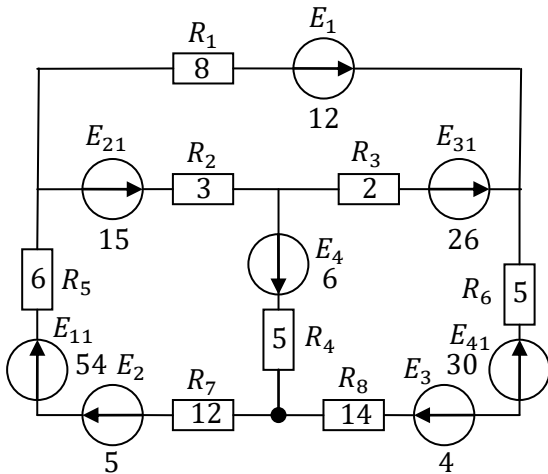 R₁ E₁
8
12
E₂₁ R₂ R₃ E₃₁
3 2
15 26
E₄
6
6 R₅ R₆ 5
5 R₄
E₁₁ E₄₁
54 E₂ R₇ R₈ E₃ 30
12 14
5 4